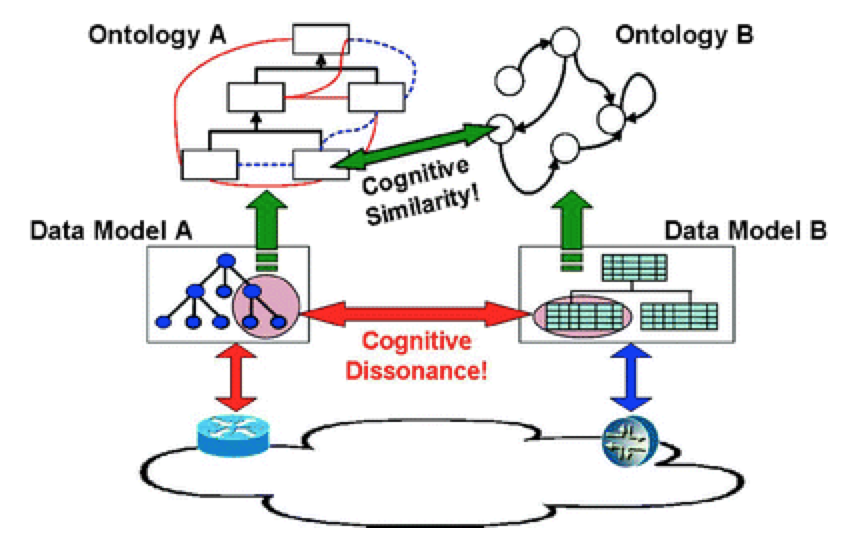 Ontology A
Ontology B
Cognitive
Similarity!
Data Model A
Data Model B
Cognitive
Dissonance!